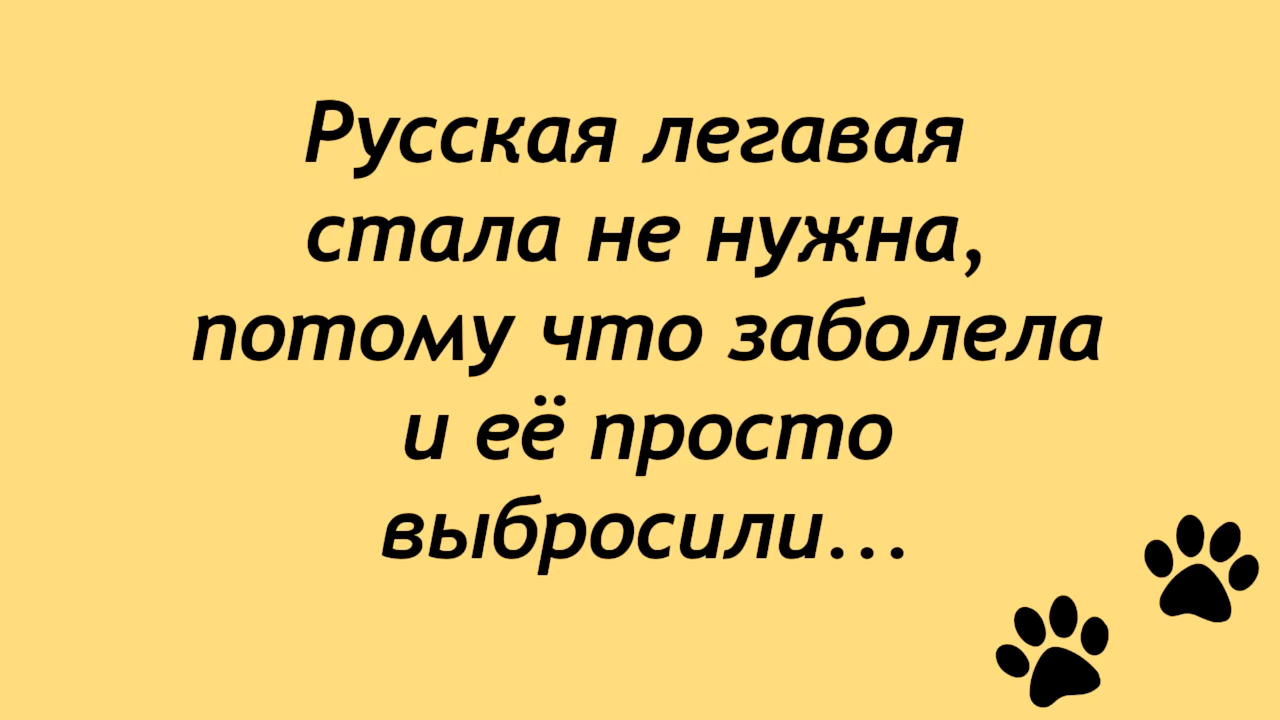 Русская легавая
стала не нужна,
потому что заболела
и её просто
выбросили...